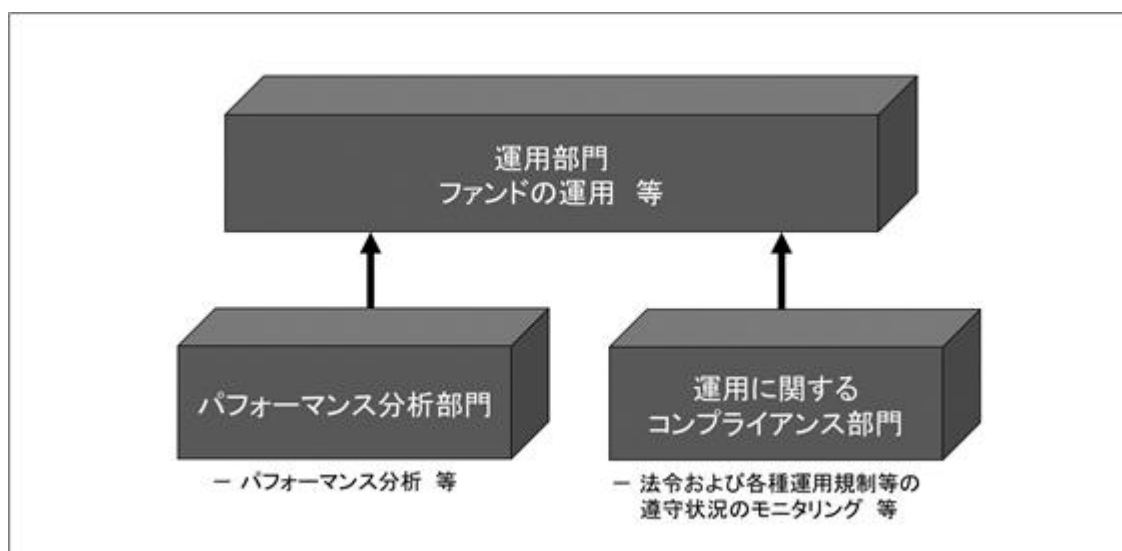 運用部門
ファンドの運用　等
パフォーマンス分析部門
－ パフォーマンス分析　等
運用に関する
コンプライアンス部門
－ 法令および各種運用規制等の
遵守状況のモニタリング　等